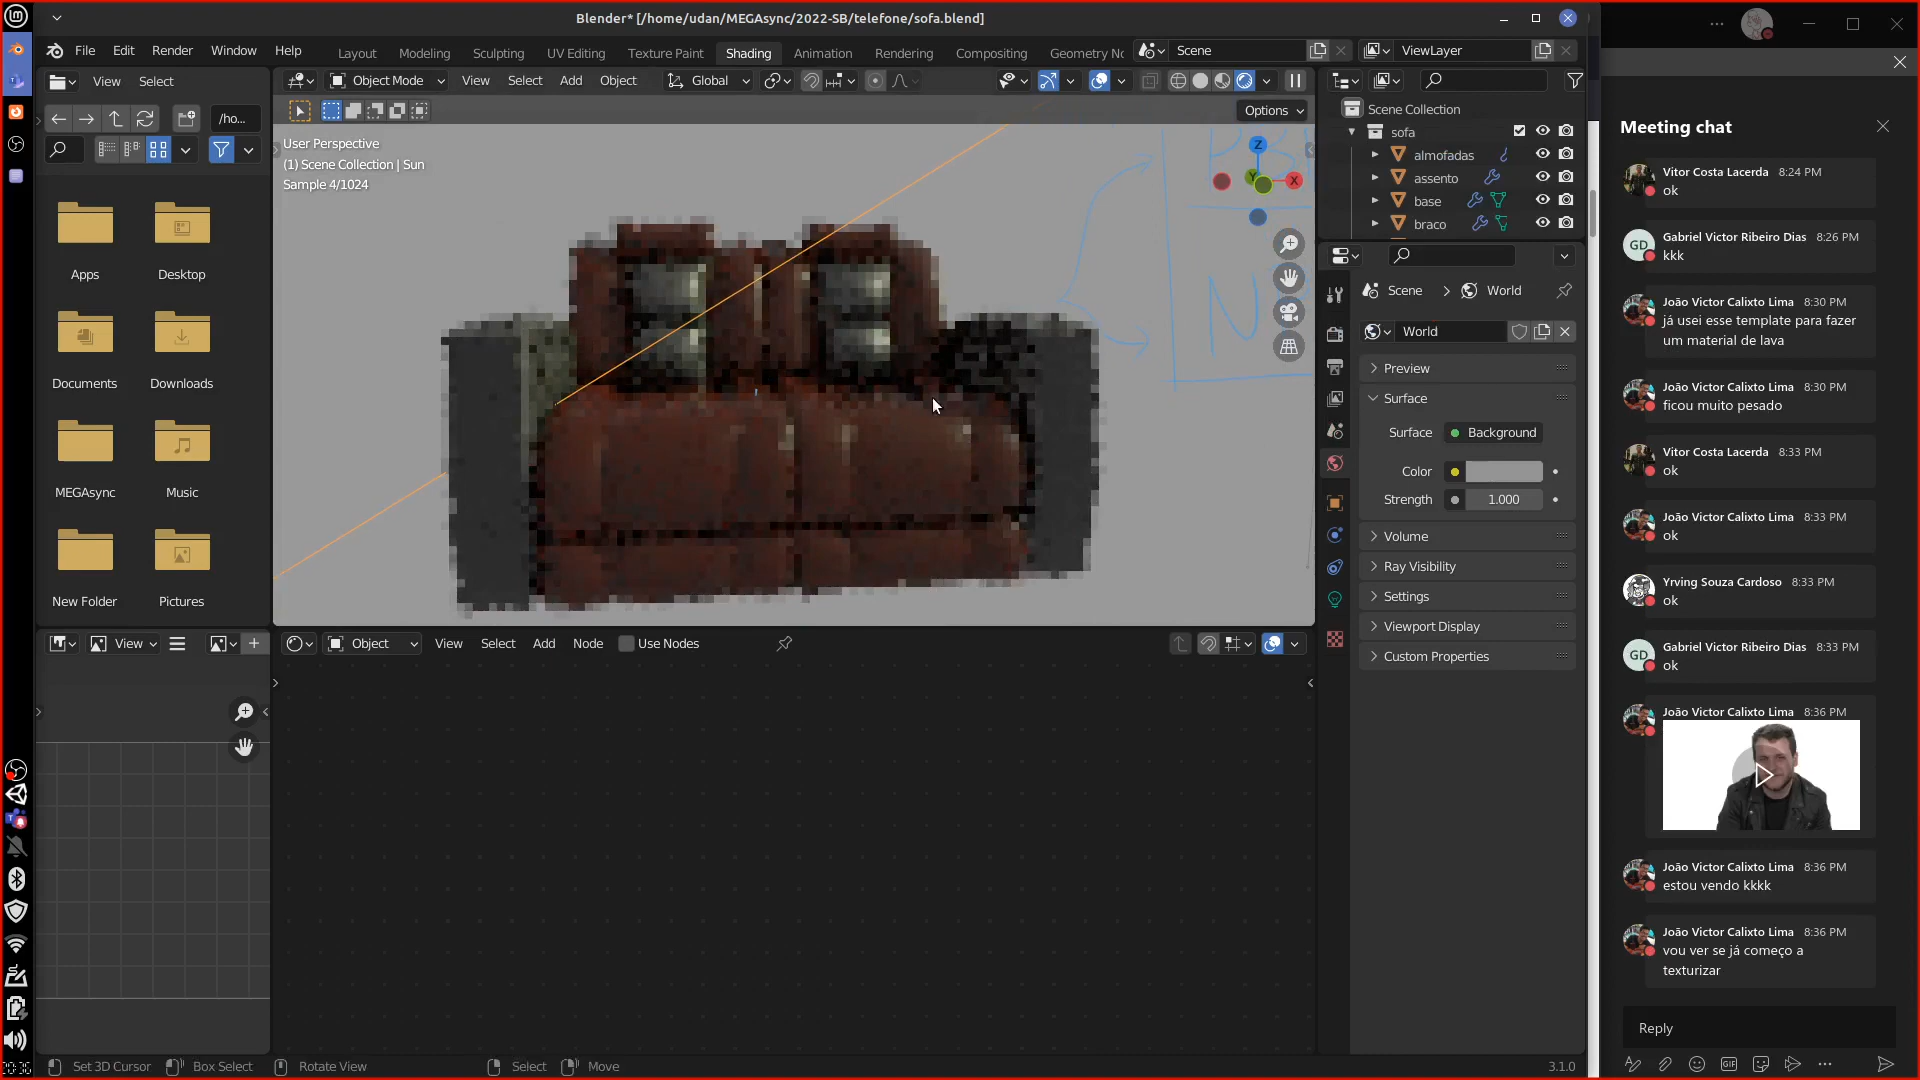 Blender* [/home/udan/MEGAsync/2022-SB/telefone/sofa.blend]
File Edit Render Window Help
Layout Modeling Sculpting UV Editing Texture Paint Shading Animation Rendering Compositing Geometry No
Scene
ViewLayer
View Select
Object Mode View Select Add Object Global
Options
/ho...
User Perspective
(1) Scene Collection | Sun
Sample 4/1024
Z
X
Y
N
Apps
Desktop
Documents
Downloads
MEGAsync
Music
New Folder
Pictures
Scene Collection
sofa
almofadas
assento
base
braco
Scene > World
World
Preview
Surface
Surface Background
Color
Strength 1.000
Volume
Ray Visibility
Settings
Viewport Display
Custom Properties
View
Object View Select Add Node Use Nodes
Set 3D Cursor Box Select Rotate View Select Move
3.1.0
20:36
Meeting chat
Vitor Costa Lacerda 8:24 PM
ok
GD
Gabriel Victor Ribeiro Dias 8:26 PM
kkk
João Victor Calixto Lima 8:30 PM
já usei esse template para fazer
um material de lava
João Victor Calixto Lima 8:30 PM
ficou muito pesado
Vitor Costa Lacerda 8:33 PM
ok
João Victor Calixto Lima 8:33 PM
ok
Yrving Souza Cardoso 8:33 PM
ok
GD
Gabriel Victor Ribeiro Dias 8:33 PM
ok
João Victor Calixto Lima 8:36 PM
João Victor Calixto Lima 8:36 PM
estou vendo kkkk
João Victor Calixto Lima 8:36 PM
vou ver se já começo a
texturizar
Reply
GIF